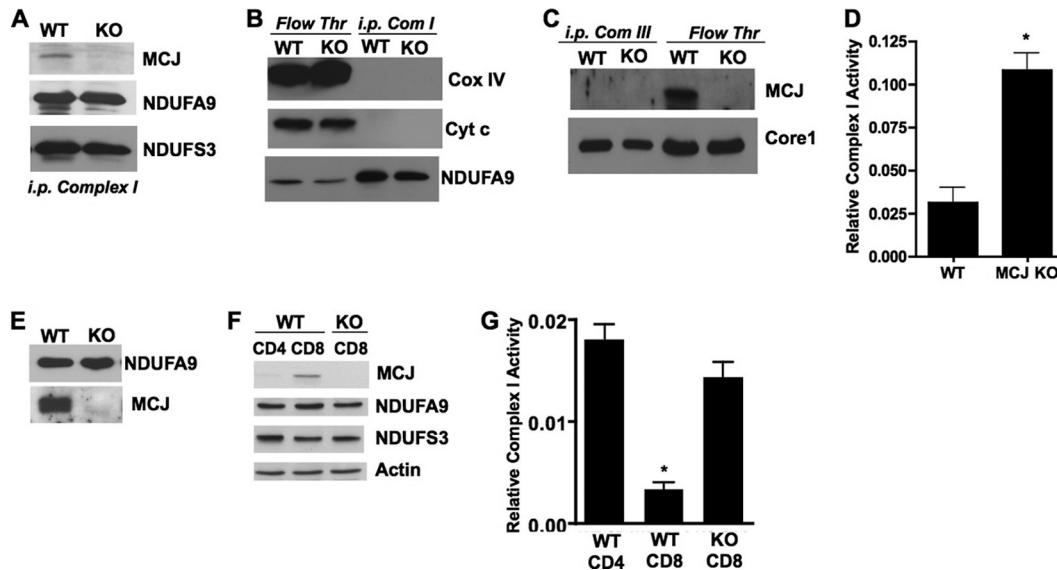 A
WT KO
MCJ
NDUFA9
NDUFS3
i.p. Complex I
B
Flow Thr i.p. Com I
WT KO WT KO
Cox IV
Cyt c
NDUFA9
C
i.p. Com III Flow Thr
WT KO WT KO
MCJ
Core1
D
Relative Complex I Activity
0.125
0.100
0.075
0.050
0.025
0.000
*
WT MCJ KO
E
WT KO
NDUFA9
MCJ
F
WT KO
CD4 CD8 CD8
MCJ
NDUFA9
NDUFS3
Actin
G
Relative Complex I Activity
0.02
0.01
0.00
*
WT WT KO
CD4 CD8 CD8